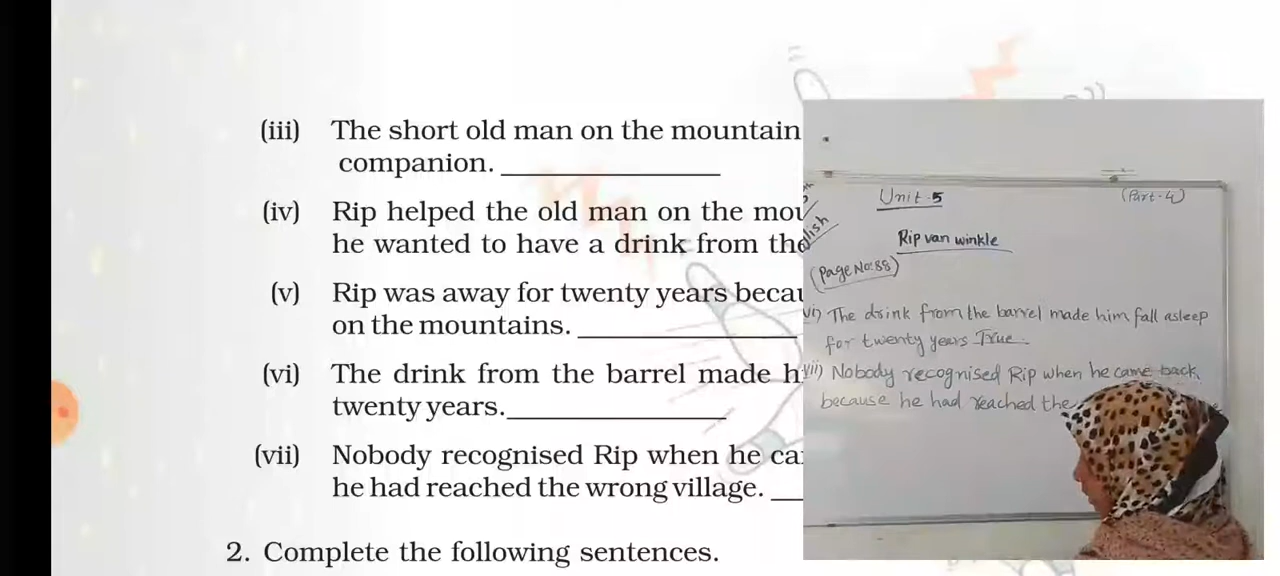 (iii) The short old man on the mountain
companion.
(iv) Rip helped the old man on the mou
he wanted to have a drink from the
(v) Rip was away for twenty years becau
on the mountains.
(vi) The drink from the barrel made h
twenty years.
(vii) Nobody recognised Rip when he ca
he had reached the wrong village.
2. Complete the following sentences.
Unit-5
(Part-4)
lish
Rip van winkle
(Page No:88)
vi) The drink from the barrel made him fall asleep
for twenty years True.
vii) Nobody recognised Rip when he came back
because he had reached the